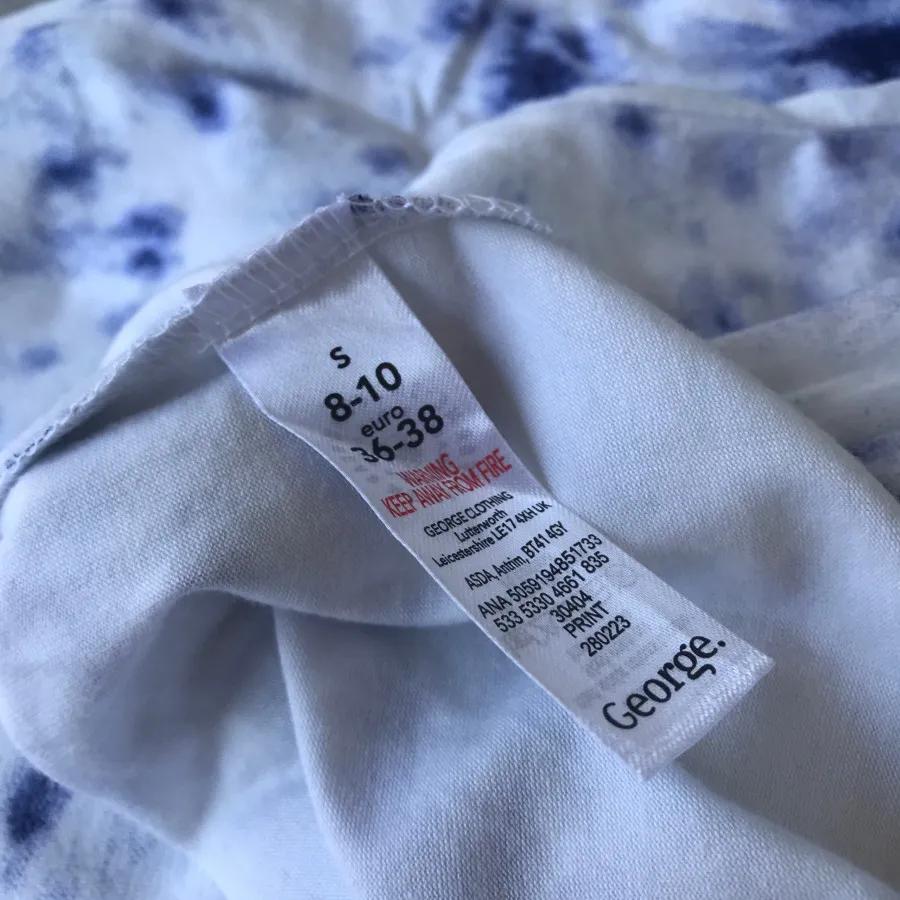 S
8-10
euro
36-38
WARNING
KEEP AWAY FROM FIRE
GEORGE CLOTHING
Lutterworth
Leicestershire LE17 4XH UK
ASDA, Antrim, BT41 4GY
ANA 5059194851733
533 5330 4661 835
30404
PRINT
280223
George.